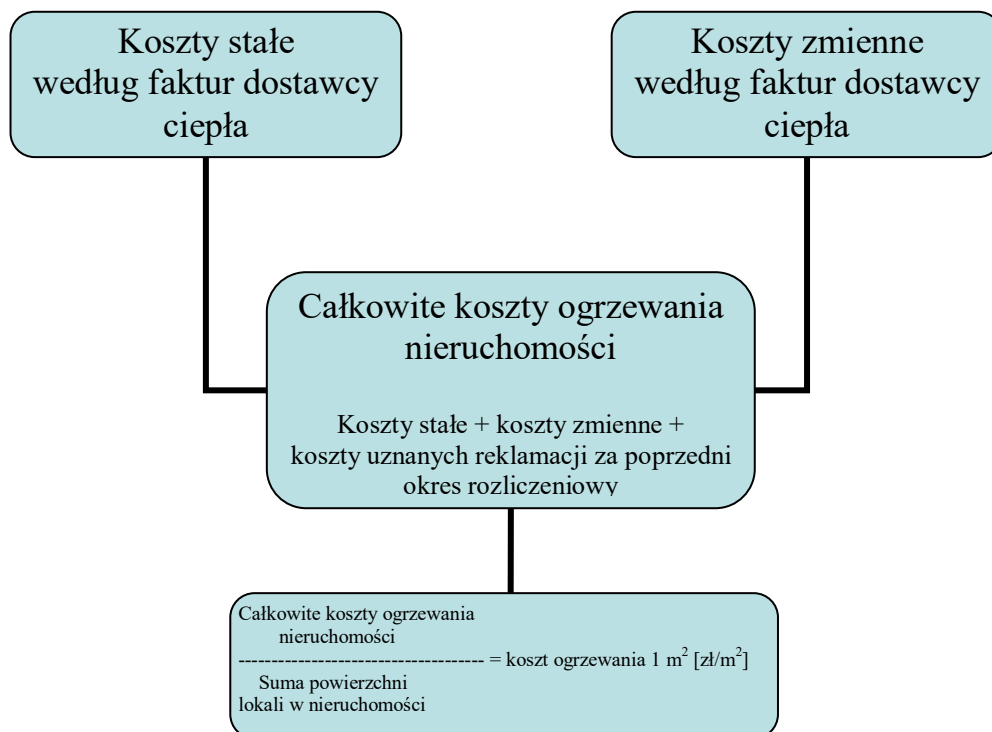 Koszty stałe
według faktur dostawcy
ciepła
Koszty zmienne
według faktur dostawcy
ciepła
Całkowite koszty ogrzewania
nieruchomości
Koszty stałe + koszty zmienne +
koszty uznanych reklamacji za poprzedni
okres rozliczeniowy
Całkowite koszty ogrzewania
nieruchomości
------------------------------------- = koszt ogrzewania 1 m² [zł/m²]
Suma powierzchni
lokali w nieruchomości